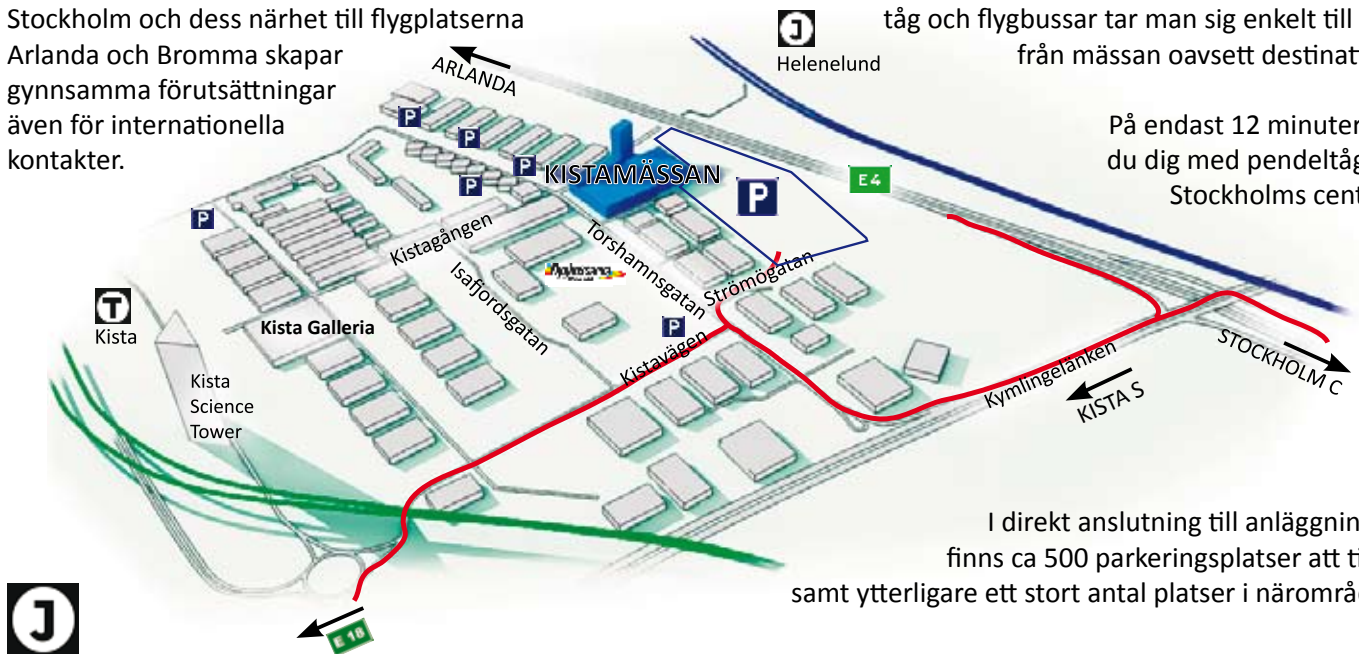 Stockholm och dess närhet till flygplatserna
Arlanda och Bromma skapar
gynnsamma förutsättningar
även för internationella
kontakter.
tåg och flygbussar tar man sig enkelt till
från mässan oavsett destinat
På endast 12 minuter
du dig med pendeltåg
Stockholms cent
J
Helenelund
ARLANDA
P
P
P
P
P
KISTAMÄSSAN
P
E4
Kistagången
Torshamnsgatan
Isafjordsgatan
Strömögatan
T
Kista
Kista Galleria
P
Kistavägen
Kista
Science
Tower
Kymlingelänken
KISTA S
STOCKHOLM C
I direkt anslutning till anläggnin
finns ca 500 parkeringsplatser att ti
samt ytterligare ett stort antal platser i närområ
J
E 18